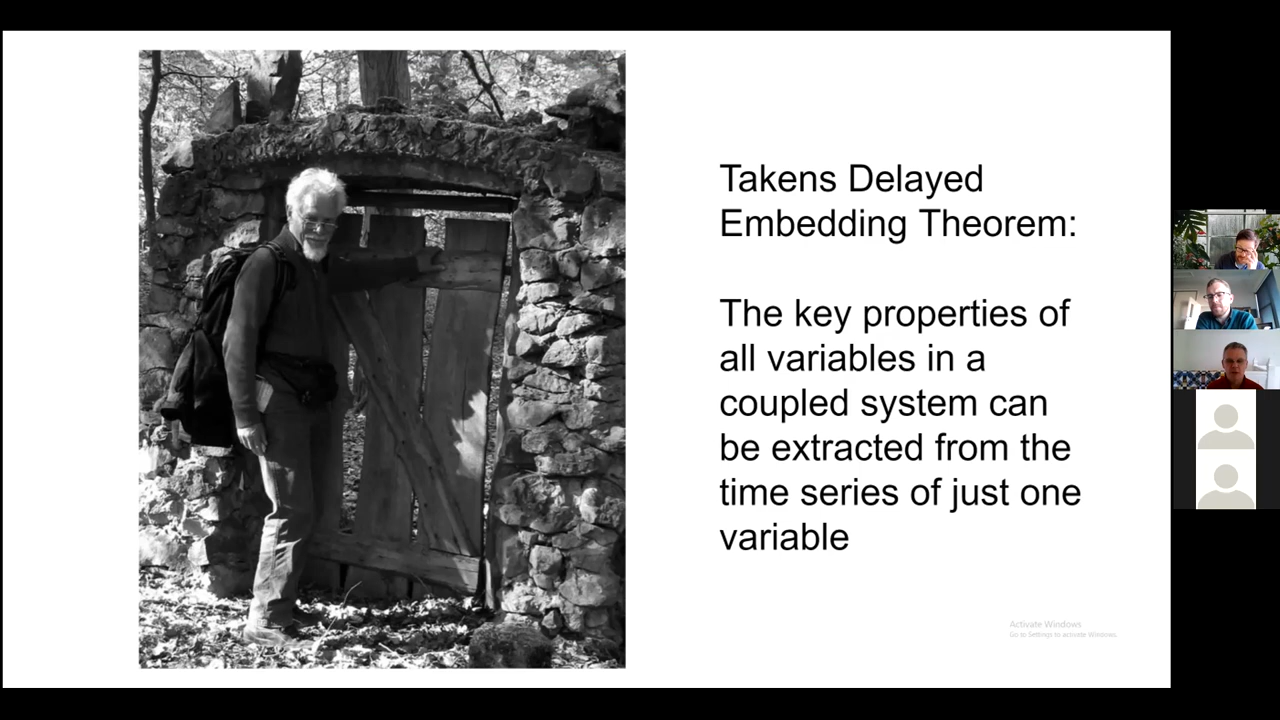 Takens Delayed
Embedding Theorem:
The key properties of
all variables in a
coupled system can
be extracted from the
time series of just one
variable
Activate Windows
Go to Settings to activate Windows.